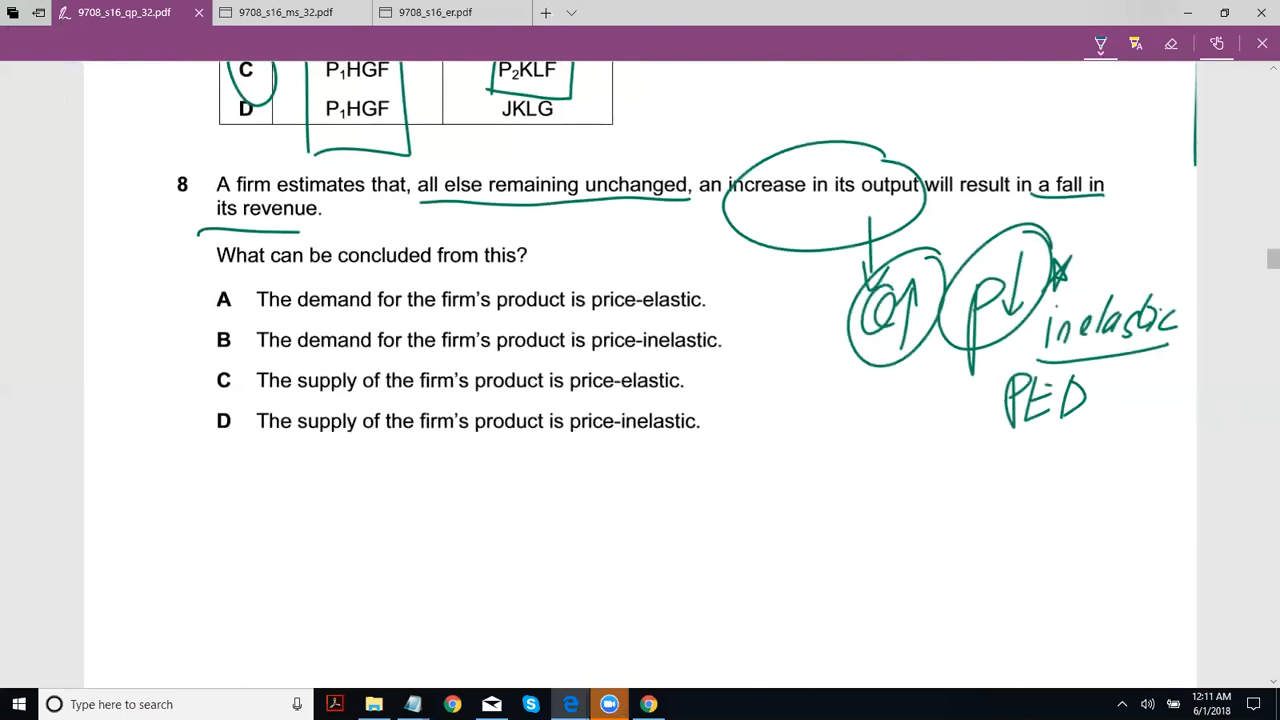 9708_s16_qp_32.pdf
9708_s16_ms_32.pdf
9708_s16_er.pdf
C P₁HGF P₂KLF
D P₁HGF JKLG
8 A firm estimates that, all else remaining unchanged, an increase in its output will result in a fall in
its revenue.
What can be concluded from this?
A The demand for the firm's product is price-elastic.
B The demand for the firm's product is price-inelastic.
C The supply of the firm's product is price-elastic.
D The supply of the firm's product is price-inelastic.
Q↑ P↓
inelastic
PED
Type here to search
12:11 AM
6/1/2018